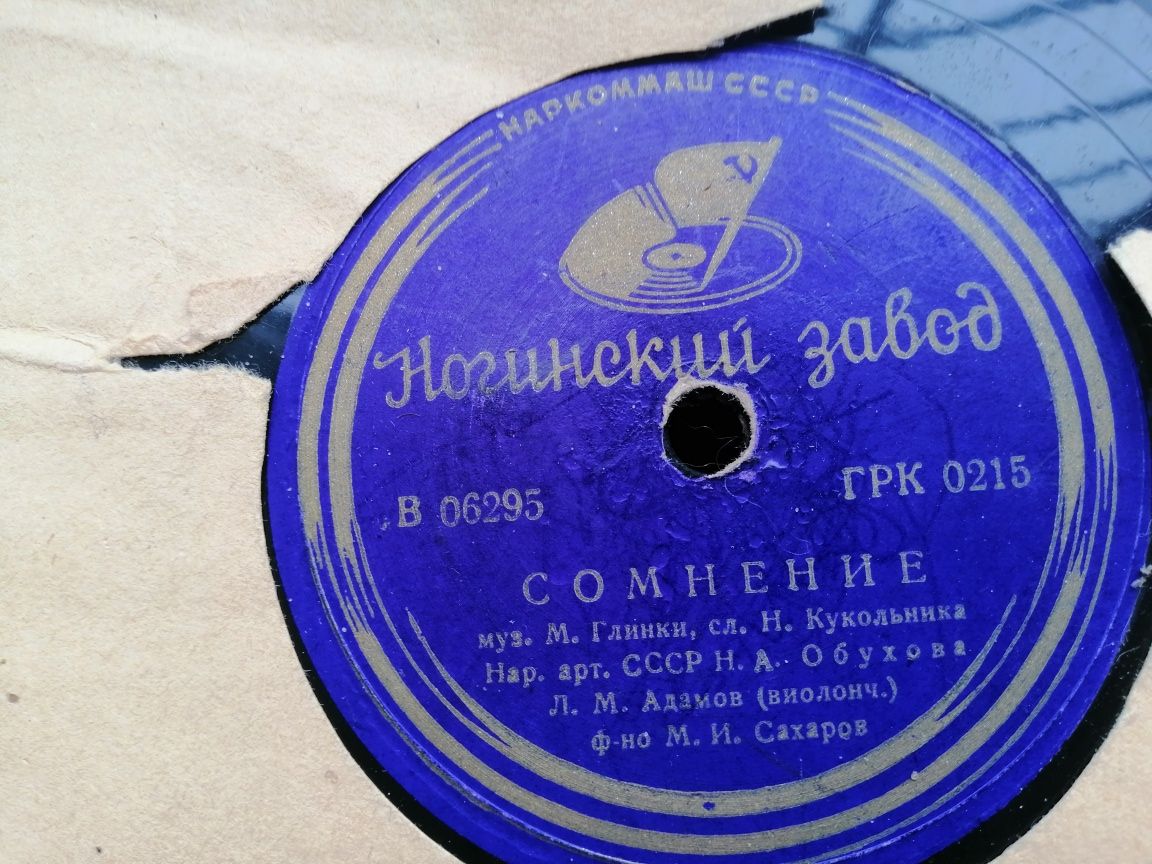 НАРКОММАШ СССР
Ногинский завод
В 06295 ГРК 0215
СОМНЕНИЕ
муз. М. Глинки, сл. Н. Кукольника
Нар. арт. СССР Н. А. Обухова
Л. М. Адамов (виолонч.)
ф-но М. И. Сахаров